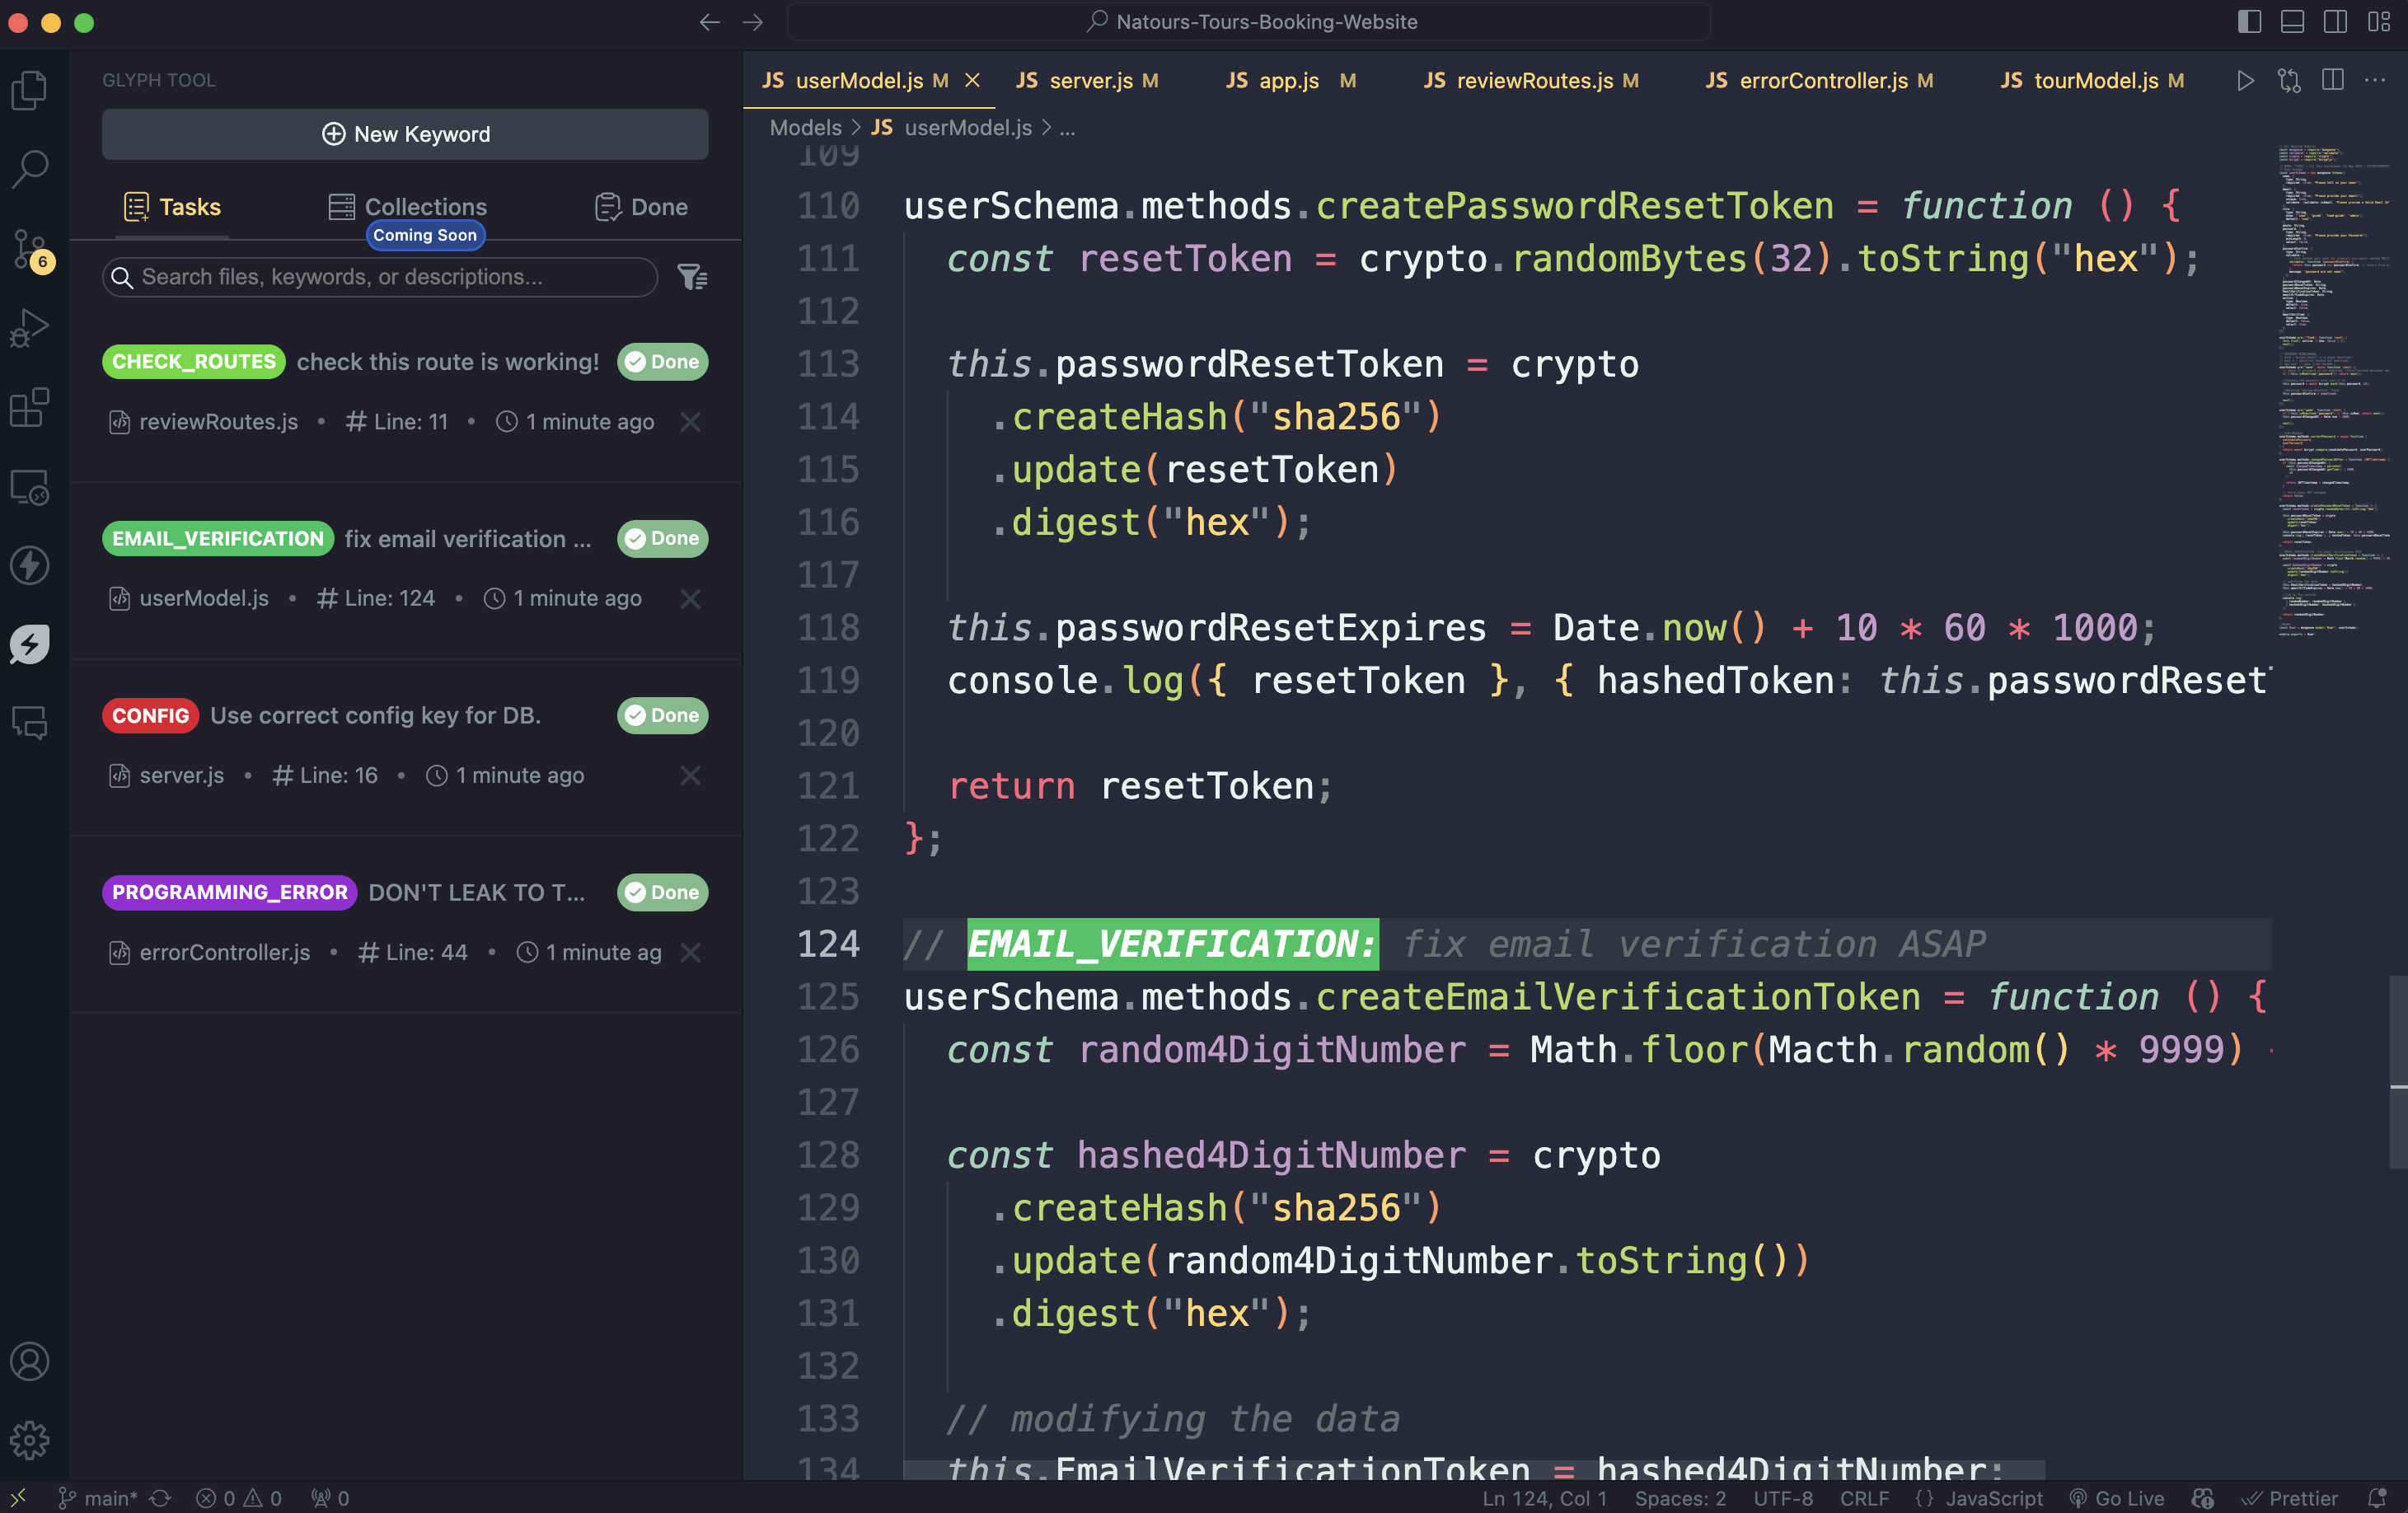 Natours-Tours-Booking-Website
GLYPH TOOL
New Keyword
Tasks
Collections
Coming Soon
Done
Search files, keywords, or descriptions...
CHECK_ROUTES check this route is working! Done
reviewRoutes.js • # Line: 11 • 1 minute ago
EMAIL_VERIFICATION fix email verification ... Done
userModel.js • # Line: 124 • 1 minute ago
CONFIG Use correct config key for DB. Done
server.js • # Line: 16 • 1 minute ago
PROGRAMMING_ERROR DON'T LEAK TO T... Done
errorController.js • # Line: 44 • 1 minute ag
6
JS userModel.js M JS server.js M JS app.js M JS reviewRoutes.js M JS errorController.js M JS tourModel.js M
Models > JS userModel.js > ...
109
110 userSchema.methods.createPasswordResetToken = function () {
111 const resetToken = crypto.randomBytes(32).toString("hex");
112
113 this.passwordResetToken = crypto
114 .createHash("sha256")
115 .update(resetToken)
116 .digest("hex");
117
118 this.passwordResetExpires = Date.now() + 10 * 60 * 1000;
119 console.log({ resetToken }, { hashedToken: this.passwordReset
120
121 return resetToken;
122 };
123
124 // EMAIL_VERIFICATION: fix email verification ASAP
125 userSchema.methods.createEmailVerificationToken = function () {
126 const random4DigitNumber = Math.floor(Macth.random() * 9999)
127
128 const hashed4DigitNumber = crypto
129 .createHash("sha256")
130 .update(random4DigitNumber.toString())
131 .digest("hex");
132
133 // modifying the data
134 this.EmailVerificationToken = hashed4DigitNumber;
main* 0 0 0
Ln 124, Col 1 Spaces: 2 UTF-8 CRLF {} JavaScript Go Live Prettier